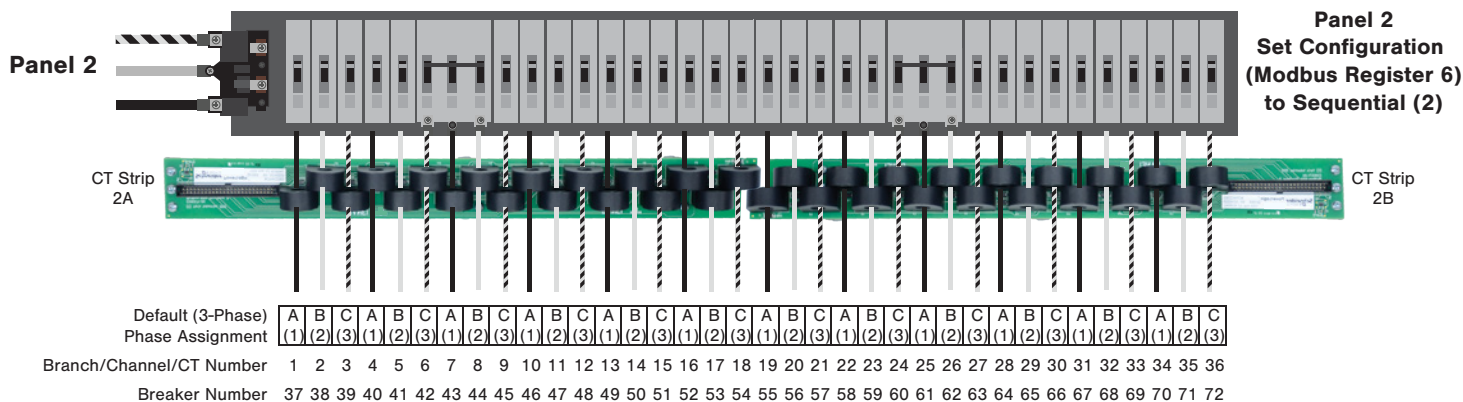 Panel 2
Panel 2
Set Configuration
(Modbus Register 6)
to Sequential (2)
CT Strip
2A
CT Strip
2B
Default (3-Phase) A B C A B C A B C A B C A B C A B C A B C A B C A B C A B C A B C A B C
Phase Assignment (1) (2) (3) (1) (2) (3) (1) (2) (3) (1) (2) (3) (1) (2) (3) (1) (2) (3) (1) (2) (3) (1) (2) (3) (1) (2) (3) (1) (2) (3) (1) (2) (3) (1) (2) (3)
Branch/Channel/CT Number 1 2 3 4 5 6 7 8 9 10 11 12 13 14 15 16 17 18 19 20 21 22 23 24 25 26 27 28 29 30 31 32 33 34 35 36
Breaker Number 37 38 39 40 41 42 43 44 45 46 47 48 49 50 51 52 53 54 55 56 57 58 59 60 61 62 63 64 65 66 67 68 69 70 71 72